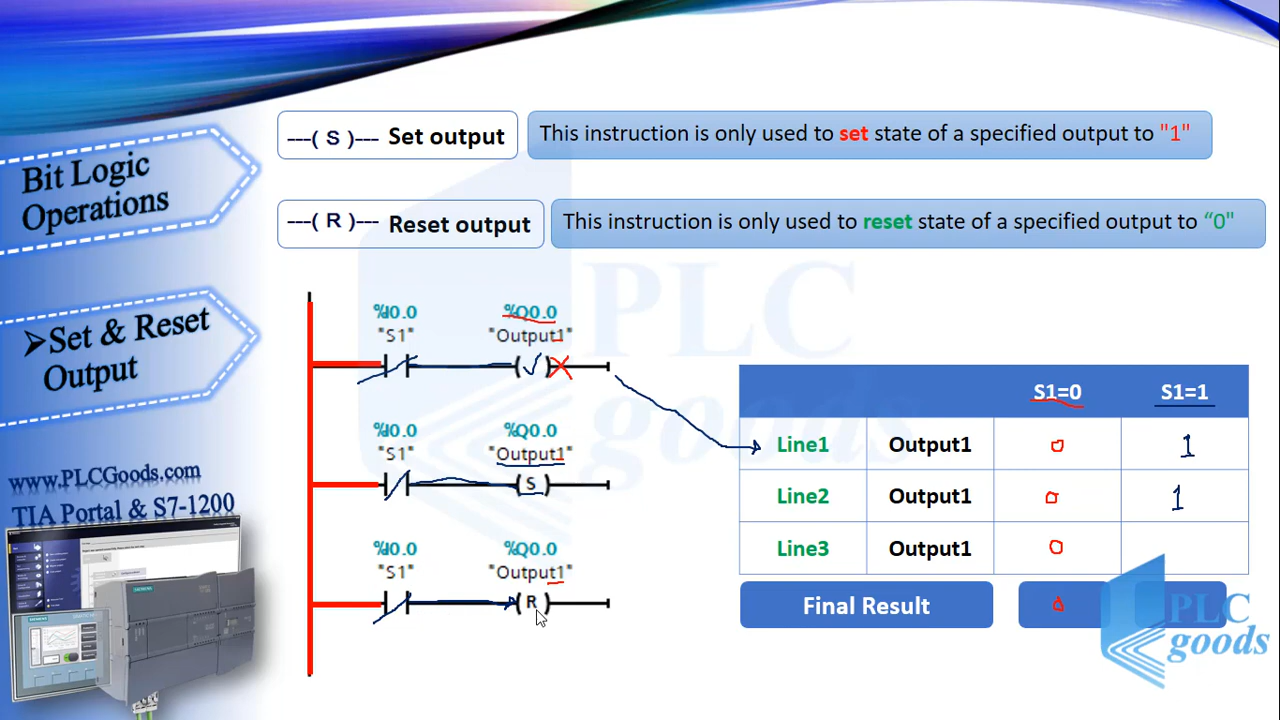 ---( S )--- Set output
This instruction is only used to set state of a specified output to "1"
Bit Logic
Operations
---( R )--- Reset output
This instruction is only used to reset state of a specified output to “0"
➢Set & Reset
Output
www.PLCGoods.com
TIA Portal & S7-1200
SIEMENS
%I0.0 %Q0.0
"S1" "Output1"
%I0.0 %Q0.0
"S1" "Output1"
S
%I0.0 %Q0.0
"S1" "Output1"
R
S1=0 S1=1
Line1 Output1 0 1
Line2 Output1 0 1
Line3 Output1 0
Final Result 0
PLC
goods
PLC
goods